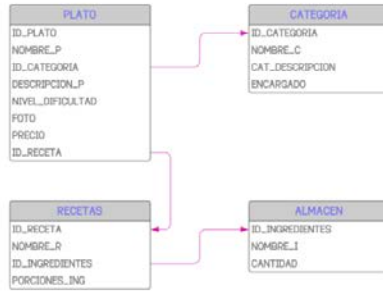 PLATO
ID_PLATO
NOMBRE_P
ID_CATEGORIA
DESCRIPCION_P
NIVEL_DIFICULTAD
FOTO
PRECIO
ID_RECETA
CATEGORIA
ID_CATEGORIA
NOMBRE_C
CAT_DESCRIPCION
ENCARGADO
RECETAS
ID_RECETA
NOMBRE_R
ID_INGREDIENTES
PORCIONES_ING
ALMACEN
ID_INGREDIENTES
NOMBRE_I
CANTIDAD